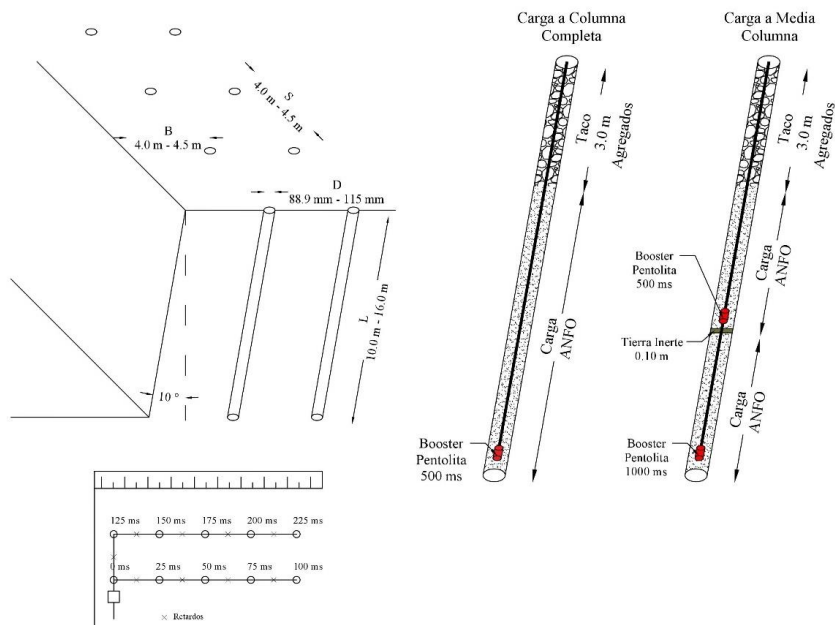 B
4.0 m - 4.5 m
S
4.0 m - 4.5 m
D
88.9 mm - 115 mm
L
10.0 m - 16.0 m
10 °
125 ms
150 ms
175 ms
200 ms
225 ms
0 ms
25 ms
50 ms
75 ms
100 ms
× Retardos
Carga a Columna
Completa
Taco
3.0 m
Agregados
Carga
ANFO
Booster
Pentolita
500 ms
Carga a Media
Columna
Taco
3.0 m
Agregados
Booster
Pentolita
500 ms
Carga
ANFO
Tierra Inerte
0.10 m
Carga
ANFO
Booster
Pentolita
1000 ms